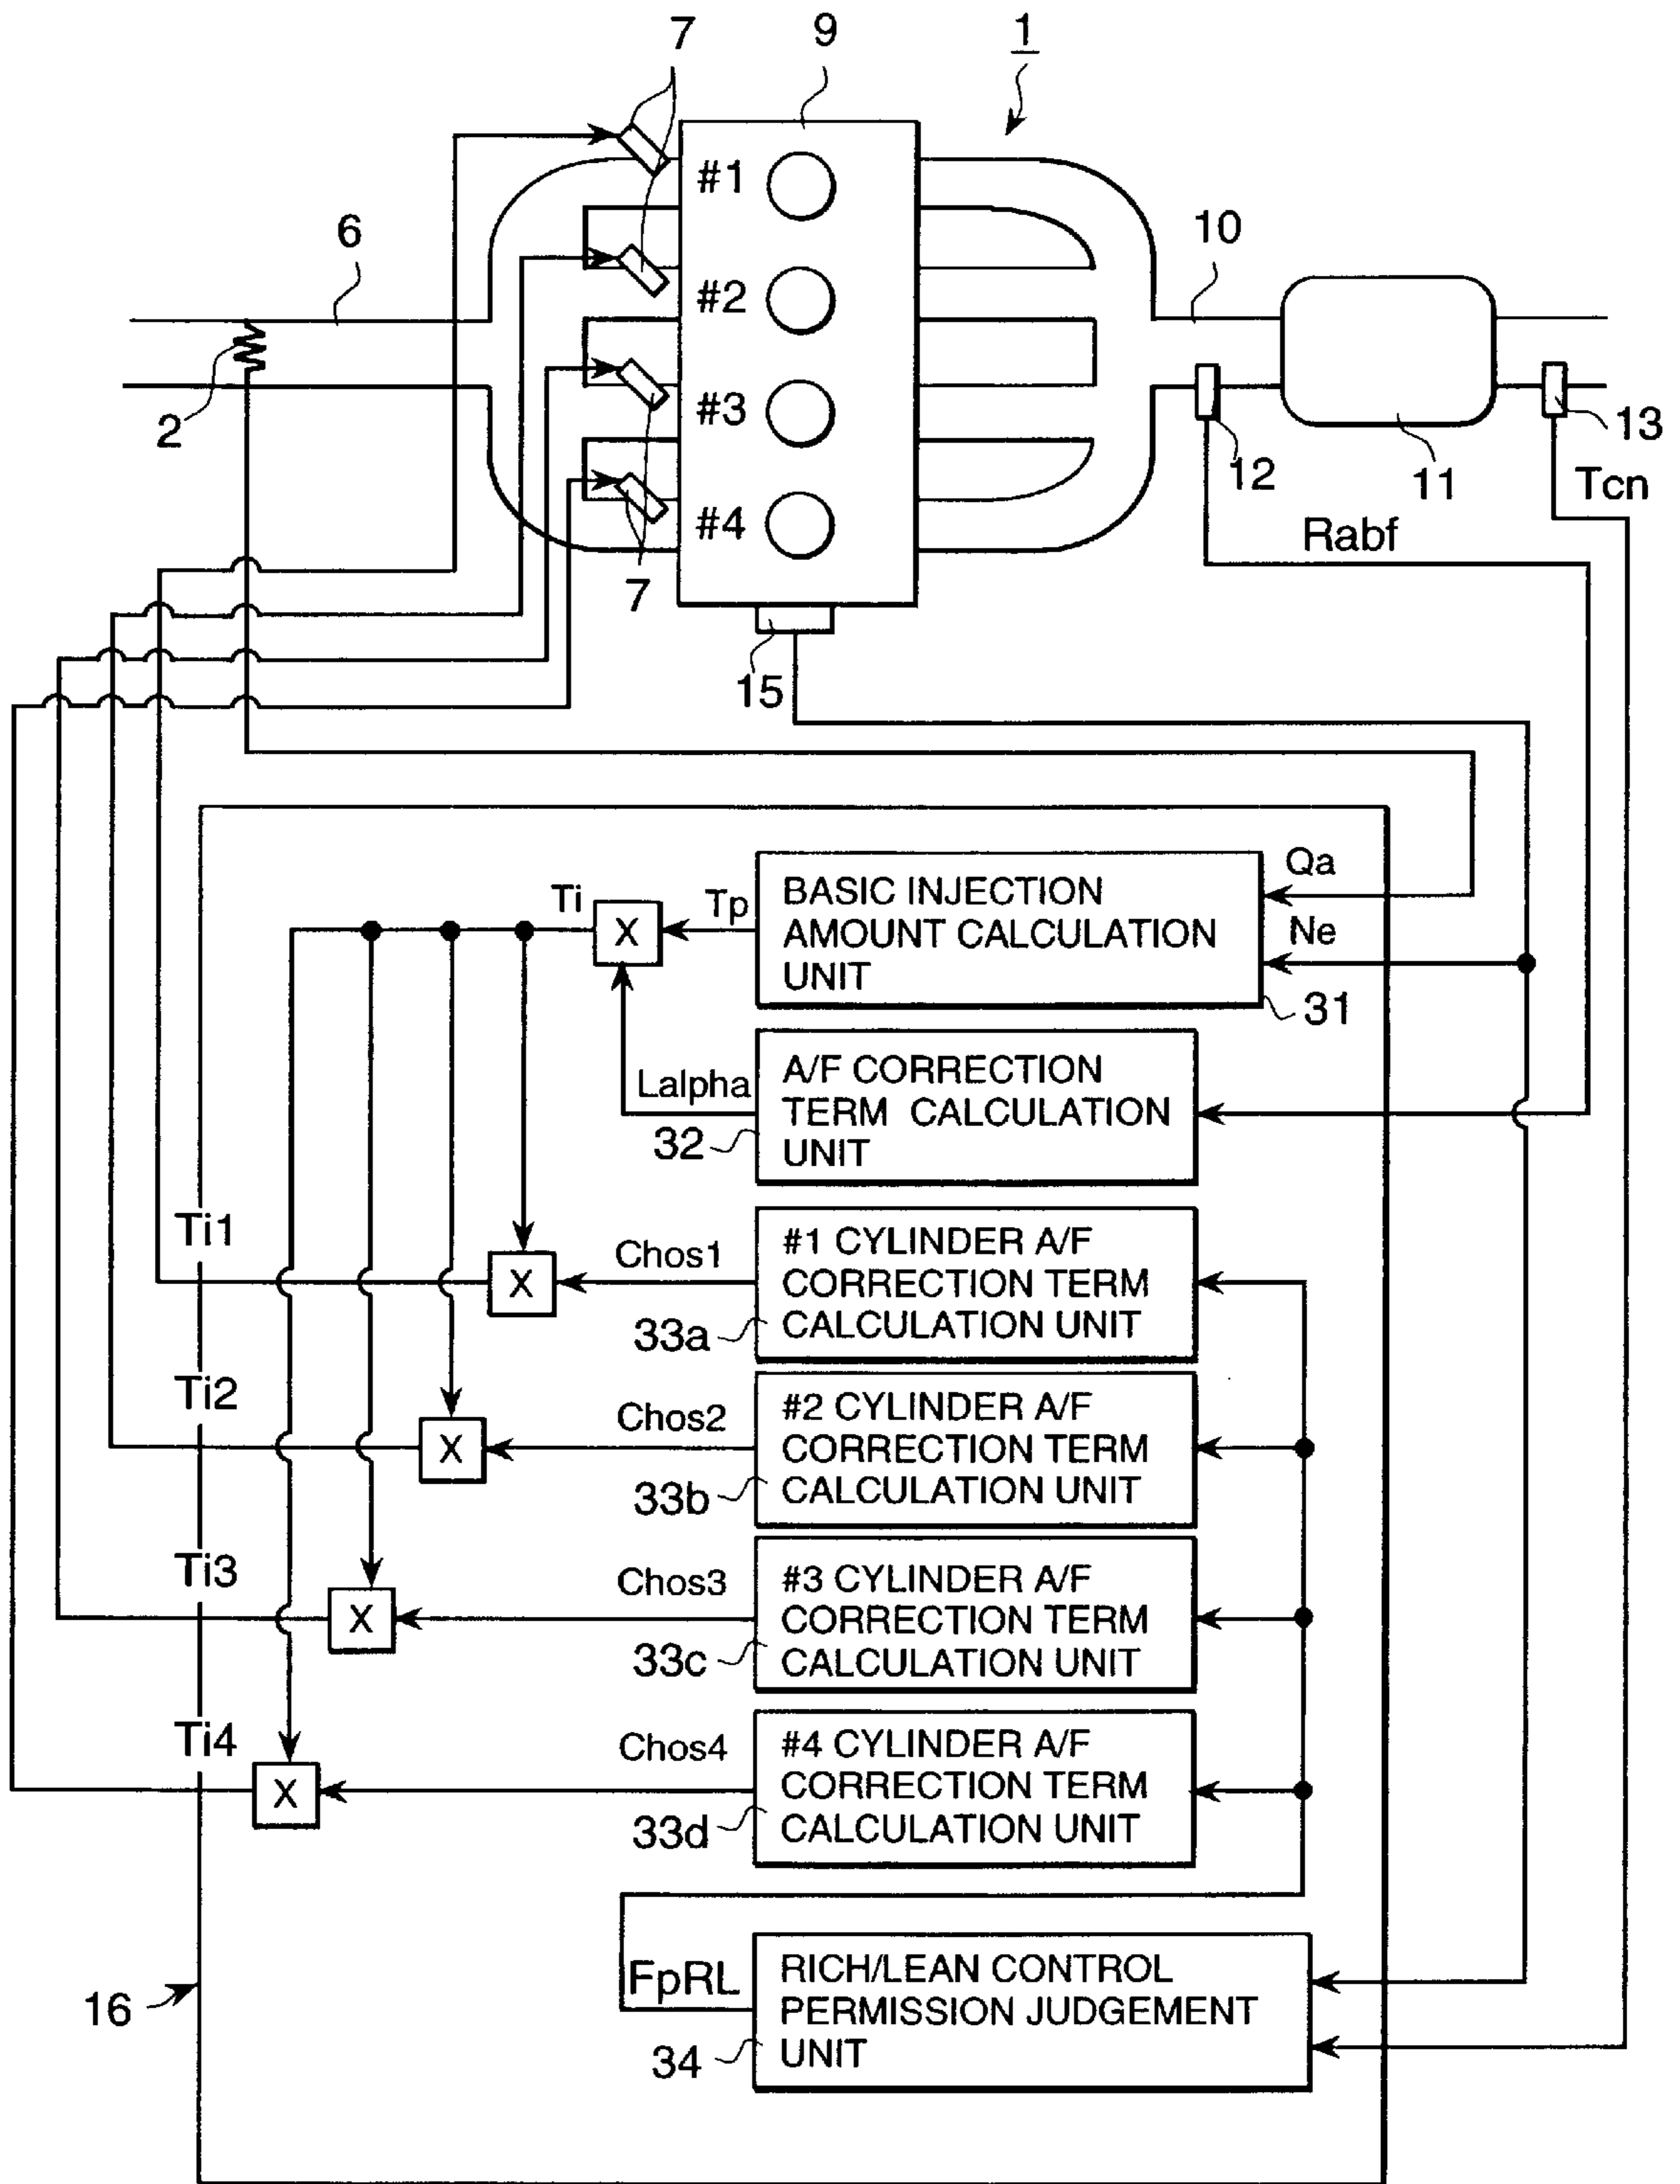 7
9
1
#1
6
10
#2
2
#3
12
11
13
Tcn
#4
Rabf
7
15
BASIC INJECTION
AMOUNT CALCULATION
UNIT
Qa
Ne
Ti
X
Tp
31
A/F CORRECTION
TERM CALCULATION
UNIT
Lalpha
32
Ti1
X
Chos1
#1 CYLINDER A/F
CORRECTION TERM
CALCULATION UNIT
33a
Ti2
X
Chos2
#2 CYLINDER A/F
CORRECTION TERM
CALCULATION UNIT
33b
Ti3
X
Chos3
#3 CYLINDER A/F
CORRECTION TERM
CALCULATION UNIT
33c
Ti4
X
Chos4
#4 CYLINDER A/F
CORRECTION TERM
CALCULATION UNIT
33d
16
FpRL
RICH/LEAN CONTROL
PERMISSION JUDGEMENT
UNIT
34